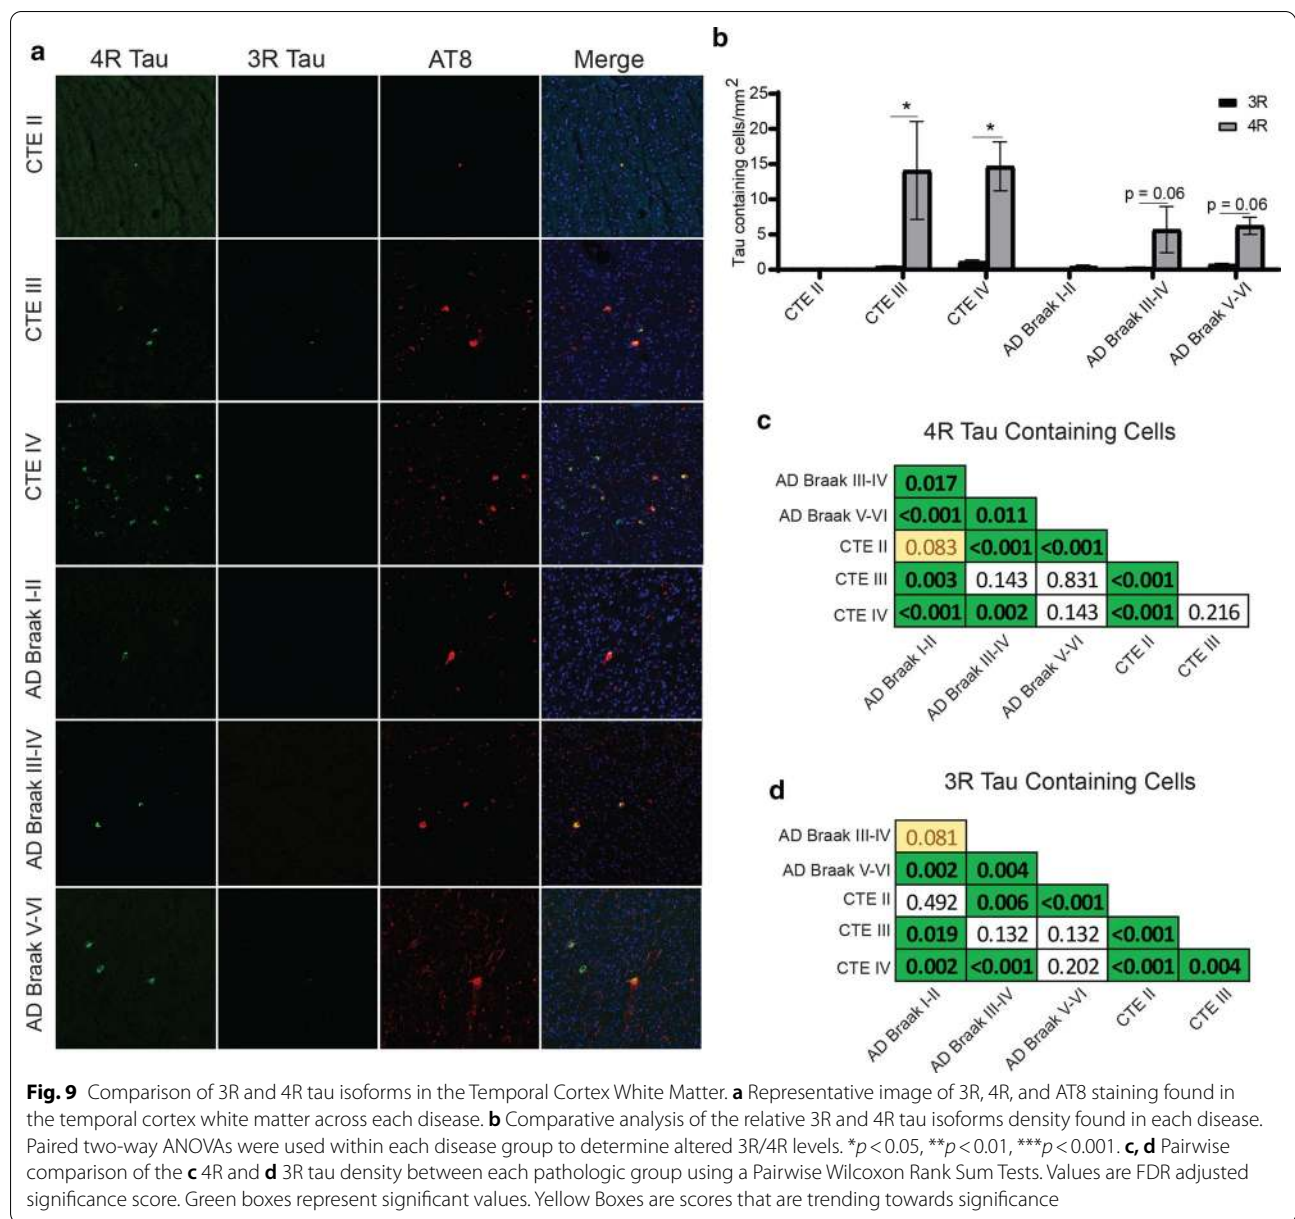 a
4R Tau 3R Tau AT8 Merge
CTE II
CTE III
CTE IV
AD Braak I-II
AD Braak III-IV
AD Braak V-VI
b
Tau containing cells/mm2
25
20
15
10
5
0
3R
4R
*
*
p = 0.06
p = 0.06
CTE II
CTE III
CTE IV
AD Braak I-II
AD Braak III-IV
AD Braak V-VI
c
4R Tau Containing Cells
AD Braak III-IV 0.017
AD Braak V-VI <0.001 0.011
CTE II 0.083 <0.001 <0.001
CTE III 0.003 0.143 0.831 <0.001
CTE IV <0.001 0.002 0.143 <0.001 0.216
AD Braak I-II
AD Braak III-IV
AD Braak V-VI
CTE II
CTE III
d
3R Tau Containing Cells
AD Braak III-IV 0.081
AD Braak V-VI 0.002 0.004
CTE II 0.492 0.006 <0.001
CTE III 0.019 0.132 0.132 <0.001
CTE IV 0.002 <0.001 0.202 <0.001 0.004
AD Braak I-II
AD Braak III-IV
AD Braak V-VI
CTE II
CTE III
Fig. 9 Comparison of 3R and 4R tau isoforms in the Temporal Cortex White Matter. a Representative image of 3R, 4R, and AT8 staining found in
the temporal cortex white matter across each disease. b Comparative analysis of the relative 3R and 4R tau isoforms density found in each disease.
Paired two-way ANOVAs were used within each disease group to determine altered 3R/4R levels. *p < 0.05, **p < 0.01, ***p < 0.001. c, d Pairwise
comparison of the c 4R and d 3R tau density between each pathologic group using a Pairwise Wilcoxon Rank Sum Tests. Values are FDR adjusted
significance score. Green boxes represent significant values. Yellow Boxes are scores that are trending towards significance